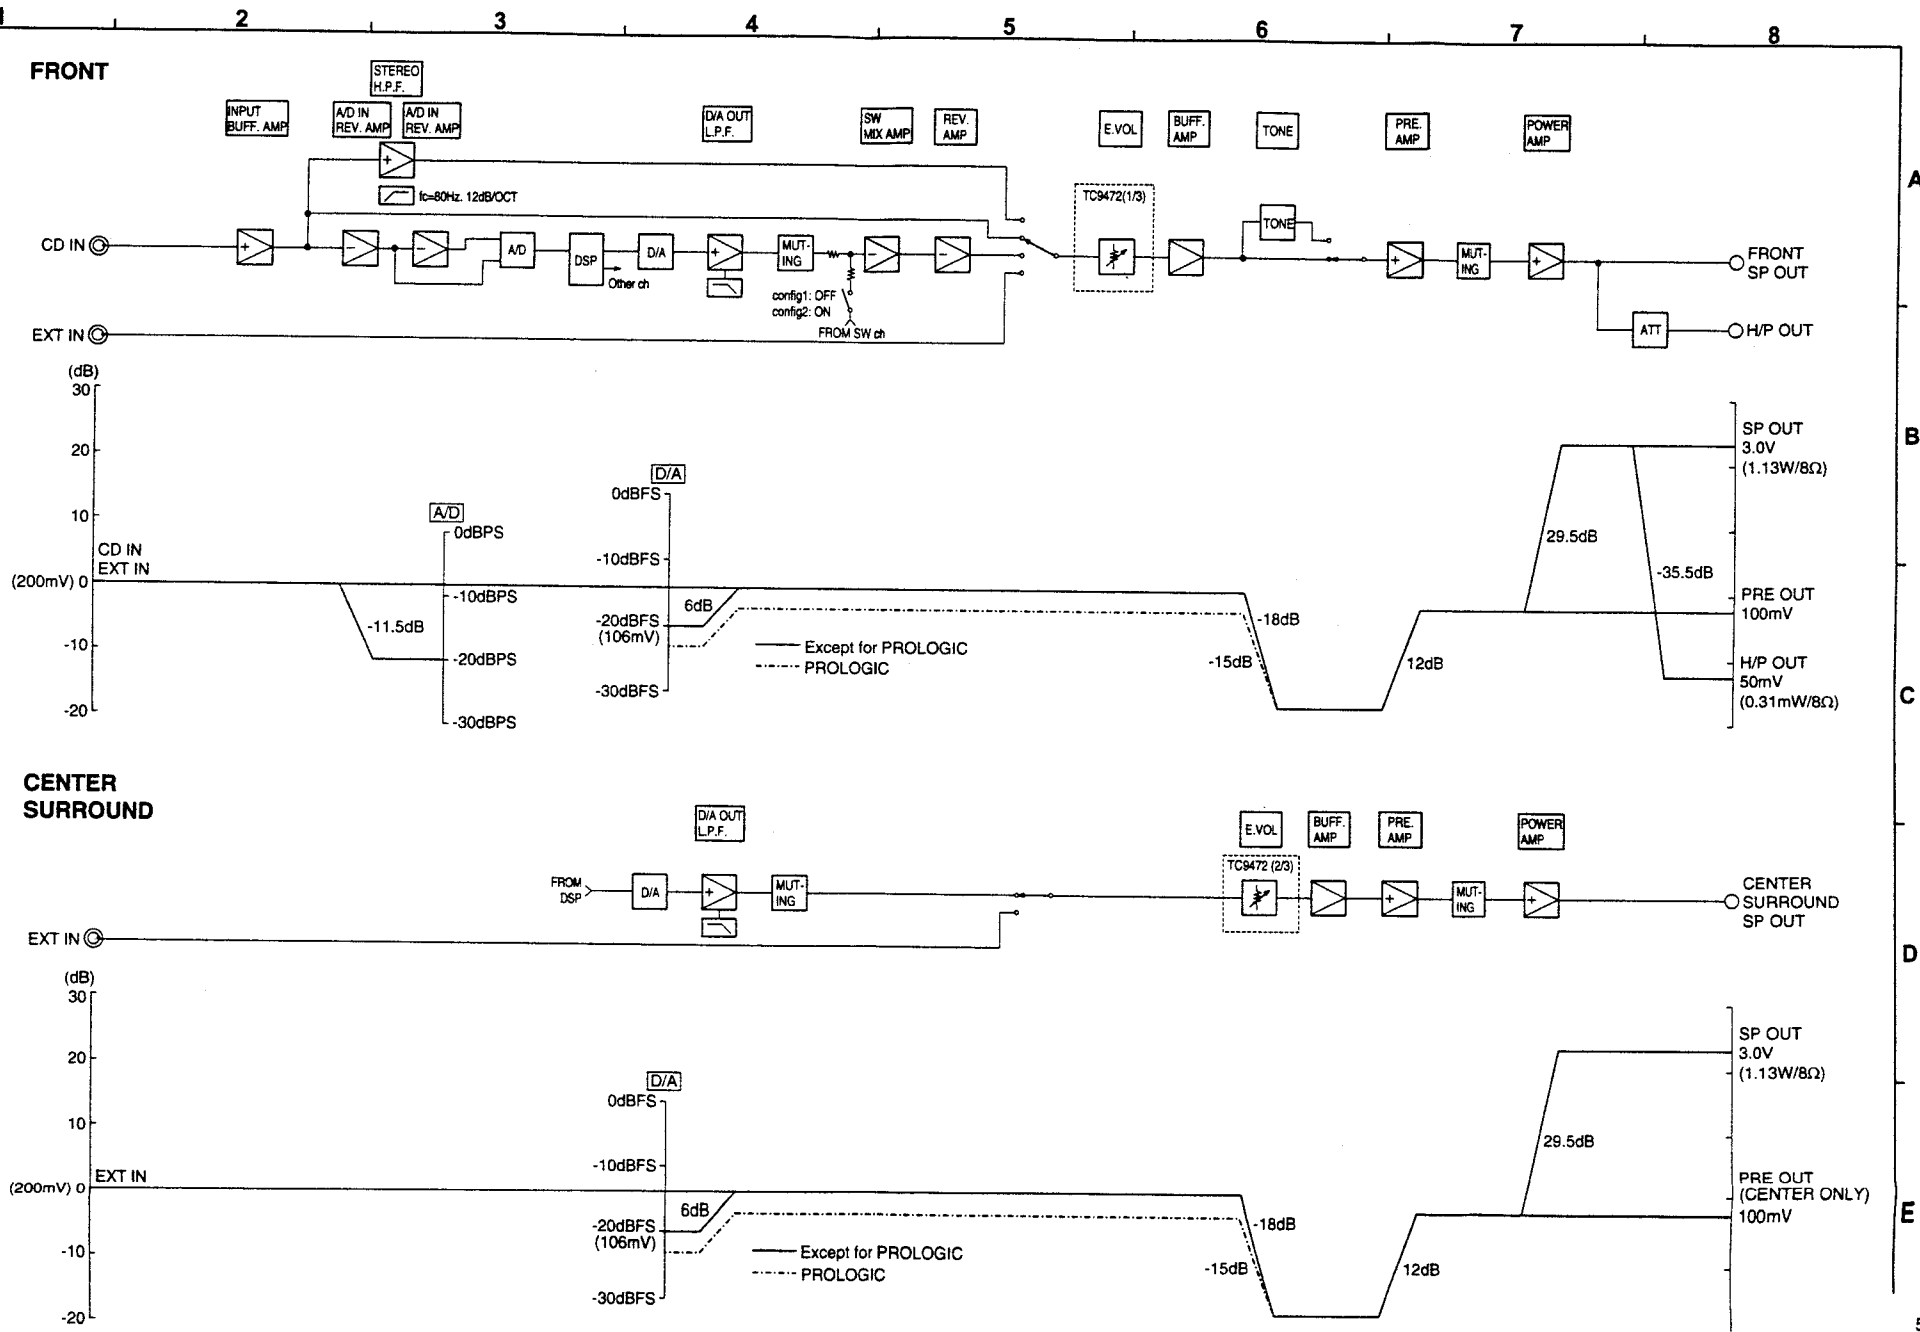 2 3 4 5 6 7 8
FRONT
STEREO
H.P.F.
INPUT
BUFF. AMP
A/D IN
REV. AMP
A/D IN
REV. AMP
D/A OUT
L.P.F.
SW
MIX AMP
REV.
AMP
E.VOL
BUFF.
AMP
TONE
PRE.
AMP
POWER
AMP
A
fc=80Hz. 12dB/OCT
TC9472(1/3)
CD IN
A/D
DSP
Other ch
D/A
MUT-
ING
config1: OFF
config2: ON
FROM SW ch
TONE
MUT-
ING
FRONT
SP OUT
EXT IN
ATT
H/P OUT
(dB)
30
20
10
(200mV) 0
-10
-20
CD IN
EXT IN
A/D
0dBPS
-10dBPS
-20dBPS
-30dBPS
-11.5dB
D/A
0dBFS
-10dBFS
-20dBFS
(106mV)
-30dBFS
6dB
Except for PROLOGIC
PROLOGIC
-18dB
-15dB
12dB
29.5dB
-35.5dB
SP OUT
3.0V
(1.13W/8Ω)
PRE OUT
100mV
H/P OUT
50mV
(0.31mW/8Ω)
B
C
CENTER
SURROUND
D/A OUT
L.P.F.
E.VOL
BUFF.
AMP
PRE.
AMP
POWER
AMP
TC9472 (2/3)
FROM
DSP
D/A
MUT-
ING
MUT-
ING
CENTER
SURROUND
SP OUT
EXT IN
D
(dB)
30
20
10
(200mV) 0
-10
-20
EXT IN
D/A
0dBFS
-10dBFS
-20dBFS
(106mV)
-30dBFS
6dB
Except for PROLOGIC
PROLOGIC
-18dB
-15dB
12dB
29.5dB
SP OUT
3.0V
(1.13W/8Ω)
PRE OUT
(CENTER ONLY)
100mV
E